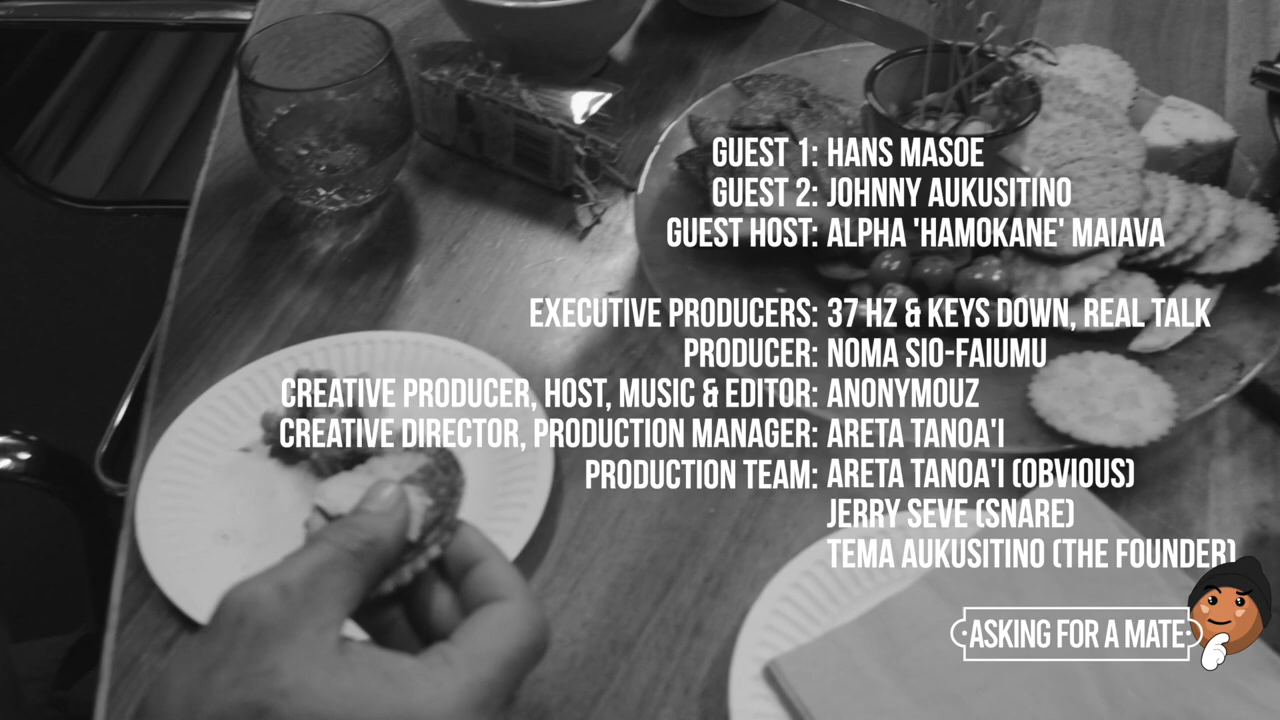 GUEST 1: HANS MASOE
GUEST 2: JOHNNY AUKUSITINO
GUEST HOST: ALPHA 'HAMOKANE' MAIAVA
EXECUTIVE PRODUCERS: 37 HZ & KEYS DOWN, REAL TALK
PRODUCER: NOMA SIO-FAIUMU
CREATIVE PRODUCER, HOST, MUSIC & EDITOR: ANONYMOUZ
CREATIVE DIRECTOR, PRODUCTION MANAGER: ARETA TANOA'I
PRODUCTION TEAM: ARETA TANOA'I (OBVIOUS)
JERRY SEVE (SNARE)
TEMA AUKUSITINO (THE FOUNDER)
ASKING FOR A MATE